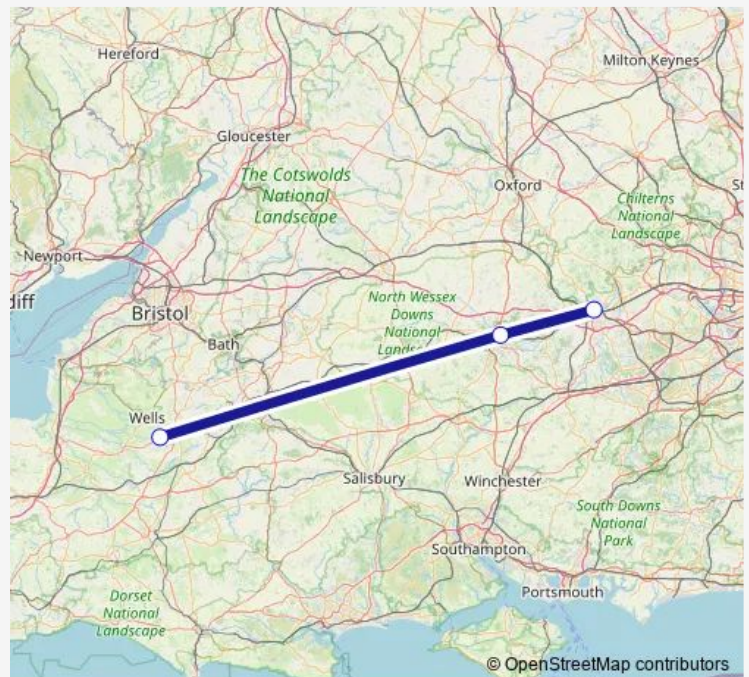 Hereford
Milton Keynes
Gloucester
The Cotswolds
National
Landscape
Oxford
St
Chilterns
National
Landscape
Newport
diff
Bristol
North Wessex
Downs
National
Landsc
Bath
Wells
Salisbury
Winchester
South Downs
National
Park
Southampton
Portsmouth
Dorset
National
Landscape
© OpenStreetMap contributors